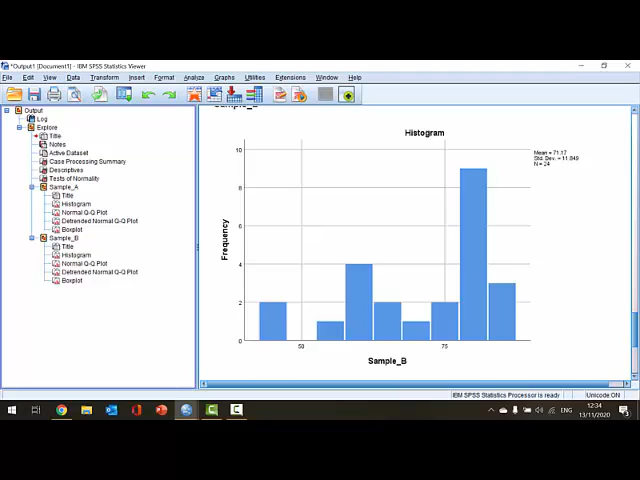 *Output1 [Document1] - IBM SPSS Statistics Viewer
File Edit View Data Transform Insert Format Analyze Graphs Utilities Extensions Window Help
Output
Log
Explore
Title
Notes
Active Dataset
Case Processing Summary
Descriptives
Tests of Normality
Sample_A
Title
Histogram
Normal Q-Q Plot
Detrended Normal Q-Q Plot
Boxplot
Sample_B
Title
Histogram
Normal Q-Q Plot
Detrended Normal Q-Q Plot
Boxplot
Histogram
Mean = 71.17
Std. Dev. = 11.849
N = 24
Frequency
10
8
6
4
2
0
50 75
Sample_B
IBM SPSS Statistics Processor is ready Unicode:ON
ENG
12:34
13/11/2020